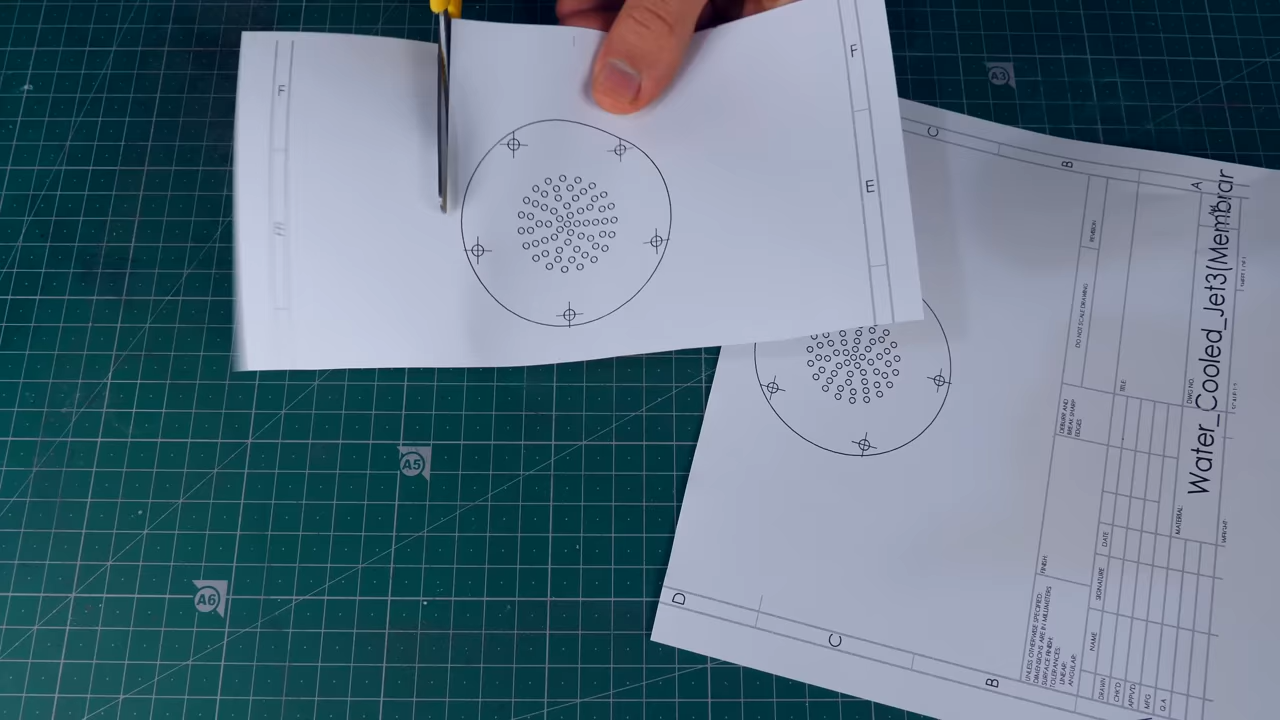 F
F
E
A3
C
B
A
REVISION
DO NOT SCALE DRAWING
TITLE:
DWG NO.
Water_Cooled_Jet3(Membrar
DEBURR AND
BREAK SHARP
EDGES
MATERIAL:
WEIGHT:
FINISH:
DATE
SIGNATURE
NAME
UNLESS OTHERWISE SPECIFIED:
DIMENSIONS ARE IN MILLIMETERS
SURFACE FINISH:
TOLERANCES:
LINEAR:
ANGULAR:
DRAWN
CHK'D
APPV'D
MFG
Q.A
A5
A6
D
C
B
A